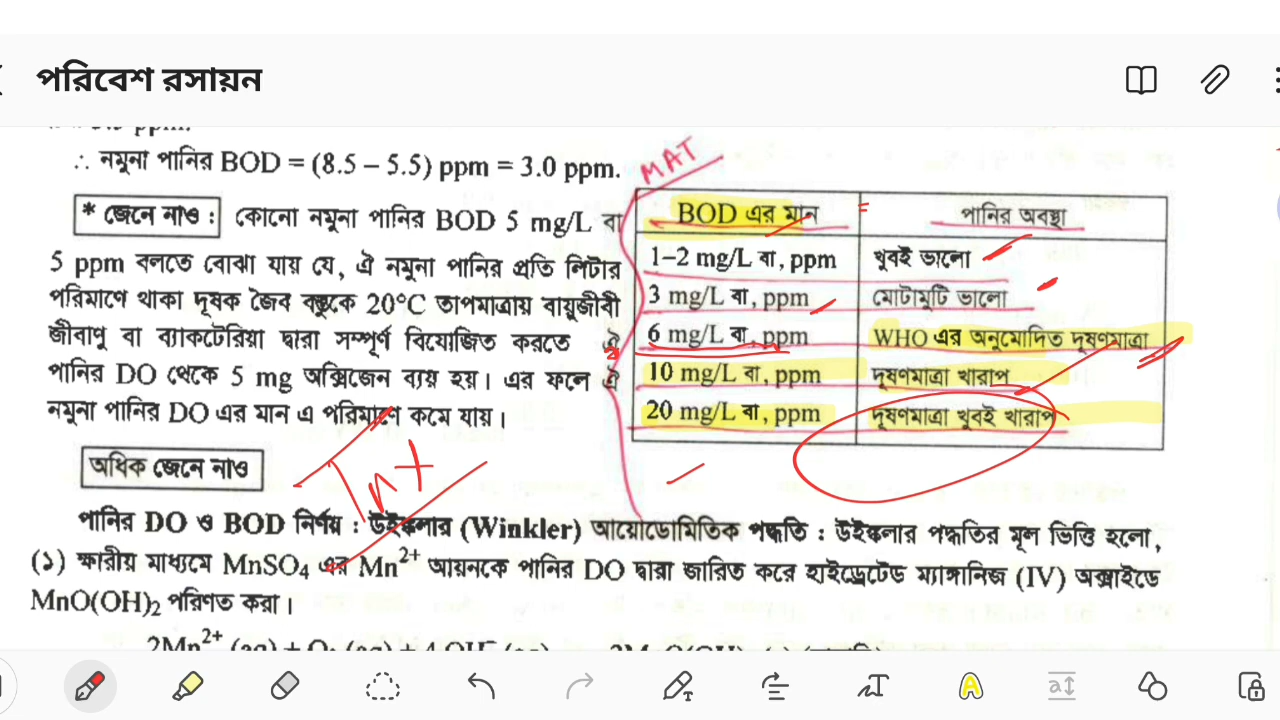 পরিবেশ রসায়ন
∴ নমুনা পানির BOD = (8.5 – 5.5) ppm = 3.0 ppm.
MAT
* জেনে নাও : কোনো নমুনা পানির BOD 5 mg/L বা
5 ppm বলতে বোঝা যায় যে, ঐ নমুনা পানির প্রতি লিটার
পরিমাণে থাকা দূষক জৈব বস্তুকে 20°C তাপমাত্রায় বায়ুজীবী
জীবাণু বা ব্যাকটেরিয়া দ্বারা সম্পূর্ণ বিযোজিত করতে ঐ
পানির DO থেকে 5 mg অক্সিজেন ব্যয় হয়। এর ফলে ঐ
নমুনা পানির DO এর মান এ পরিমাণে কমে যায়।
BOD এর মান = পানির অবস্থা
1–2 mg/L বা, ppm খুবই ভালো
3 mg/L বা, ppm মোটামুটি ভালো
6 mg/L বা, ppm WHO এর অনুমোদিত দূষণমাত্রা
10 mg/L বা, ppm দূষণমাত্রা খারাপ
20 mg/L বা, ppm দূষণমাত্রা খুবই খারাপ
অধিক জেনে নাও
Int
পানির DO ও BOD নির্ণয় : উইঙ্কলার (Winkler) আয়োডোমিতিক পদ্ধতি : উইঙ্কলার পদ্ধতির মূল ভিত্তি হলো,
(১) ক্ষারীয় মাধ্যমে MnSO₄ এর Mn²⁺ আয়নকে পানির DO দ্বারা জারিত করে হাইড্রেটেড ম্যাঙ্গানিজ (IV) অক্সাইডে
MnO(OH)₂ পরিণত করা।